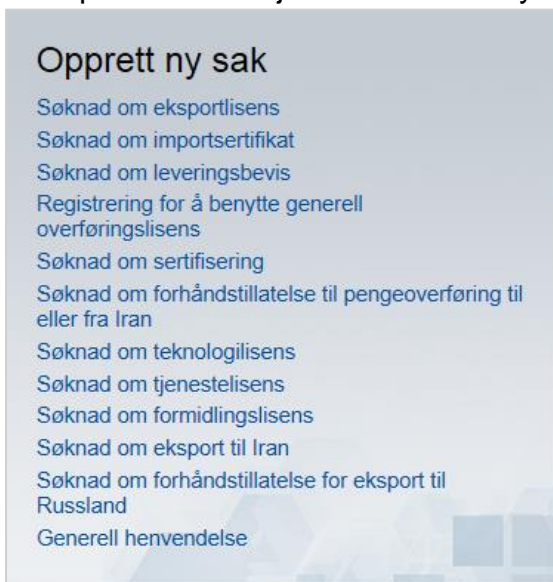 Opprett ny sak
Søknad om eksportlisens
Søknad om importsertifikat
Søknad om leveringsbevis
Registrering for å benytte generell
overføringslisens
Søknad om sertifisering
Søknad om forhåndstillatelse til pengeoverføring til
eller fra Iran
Søknad om teknologilisens
Søknad om tjenestelisens
Søknad om formidlingslisens
Søknad om eksport til Iran
Søknad om forhåndstillatelse for eksport til
Russland
Generell henvendelse